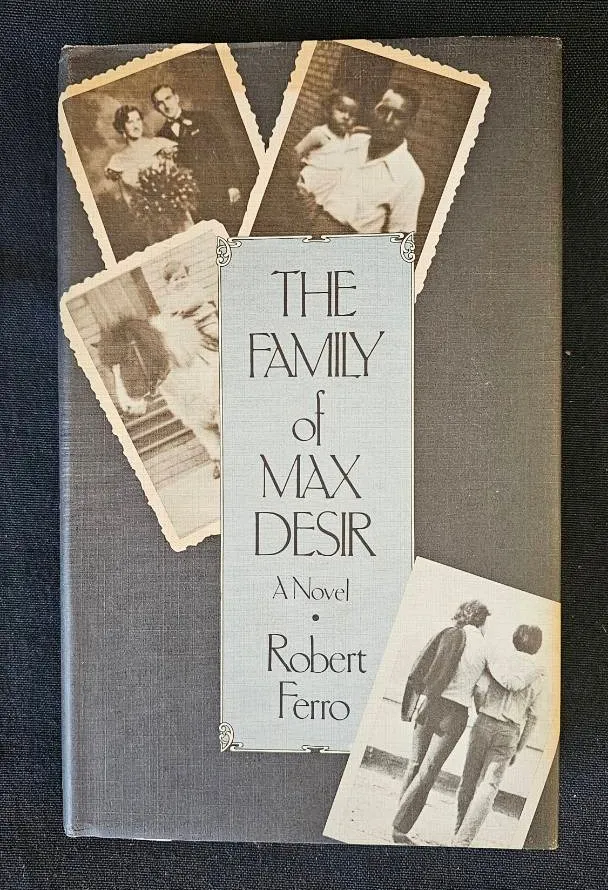 THE
FAMILY
of
MAX
DESIR
A Novel
•
Robert
Ferro